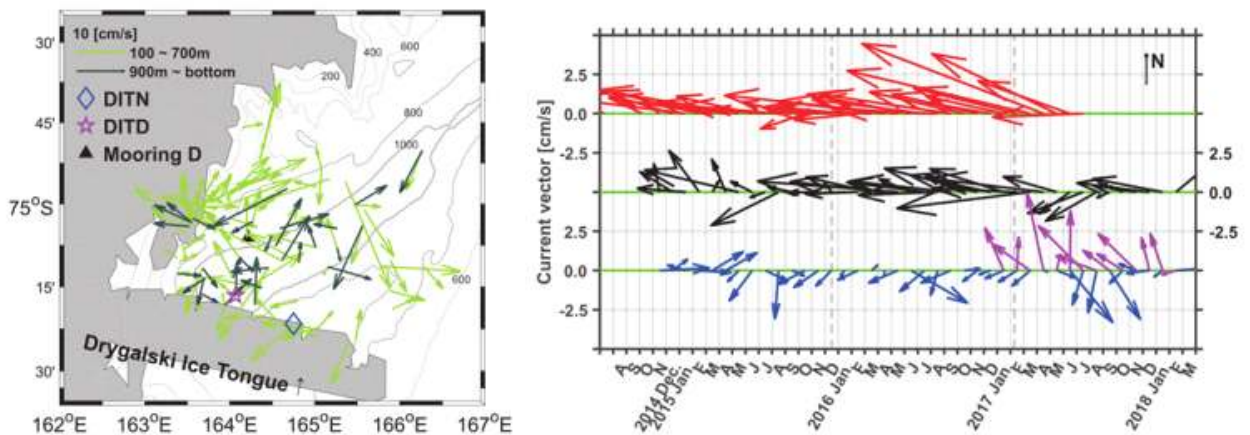 10 [cm/s]
100 ~ 700m
900m ~ bottom
DITN
DITD
Mooring D
30'
45'
75°S
15'
30'
200
400
600
800
1000
600
Drygalski Ice Tongue ↑
162°E 163°E 164°E 165°E 166°E 167°E
Current vector [cm/s]
2.5
0.0
-2.5
2.5
0.0
-2.5
2.5
0.0
-2.5
N
A S O N 2014 Dec. 2015 Jan F M A M J J A S O N D 2016 Jan F M A M J J A S O N D 2017 Jan F M A M J J A S O N D 2018 Jan F M